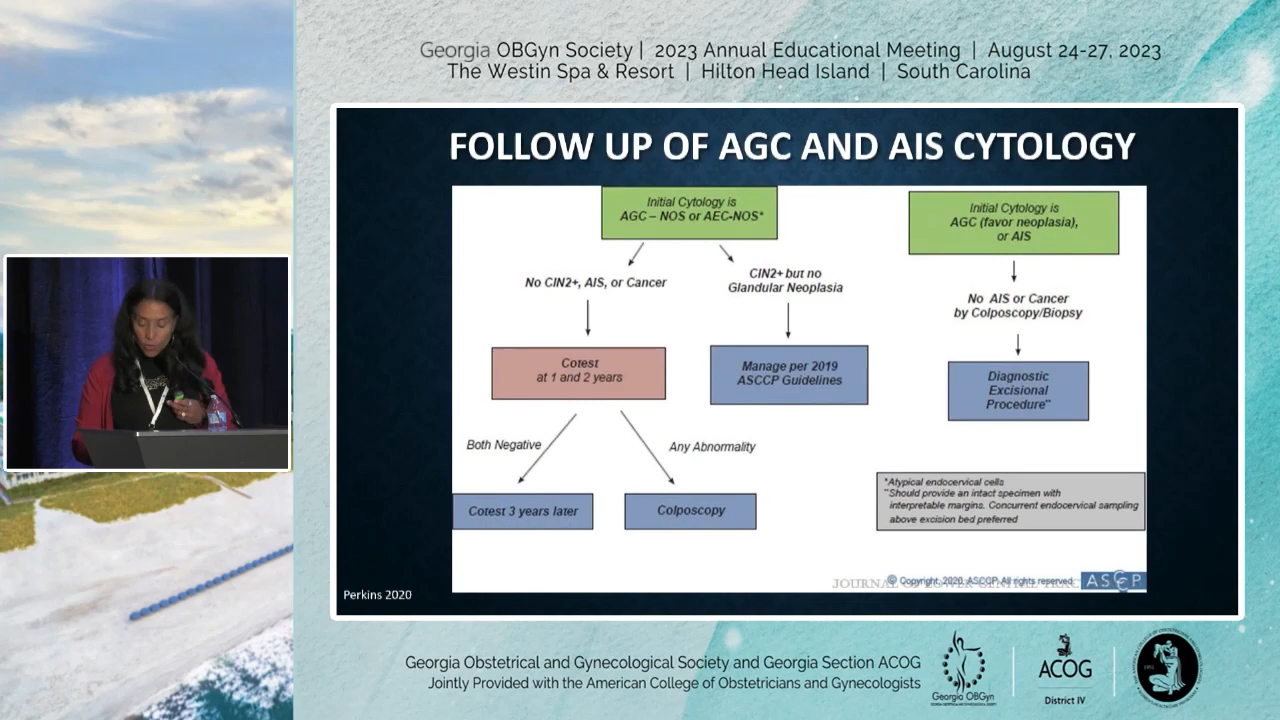 Georgia OBGyn Society | 2023 Annual Educational Meeting | August 24-27, 2023
The Westin Spa & Resort | Hilton Head Island | South Carolina
FOLLOW UP OF AGC AND AIS CYTOLOGY
Initial Cytology is
AGC – NOS or AEC-NOS*
No CIN2+, AIS, or Cancer
CIN2+ but no
Glandular Neoplasia
Cotest
at 1 and 2 years
Manage per 2019
ASCCP Guidelines
Both Negative
Any Abnormality
Cotest 3 years later
Colposcopy
Initial Cytology is
AGC (favor neoplasia),
or AIS
No AIS or Cancer
by Colposcopy/Biopsy
Diagnostic
Excisional
Procedure**
*Atypical endocervical cells
**Should provide an intact specimen with
interpretable margins. Concurrent endocervical sampling
above excision bed preferred
JOURNAL OF LOWER
© Copyright, 2020, ASCCP, All rights reserved.
ASCCP
Perkins 2020
Georgia Obstetrical and Gynecological Society and Georgia Section ACOG
Jointly Provided with the American College of Obstetricians and Gynecologists
Georgia OBGyn
ACOG
District IV